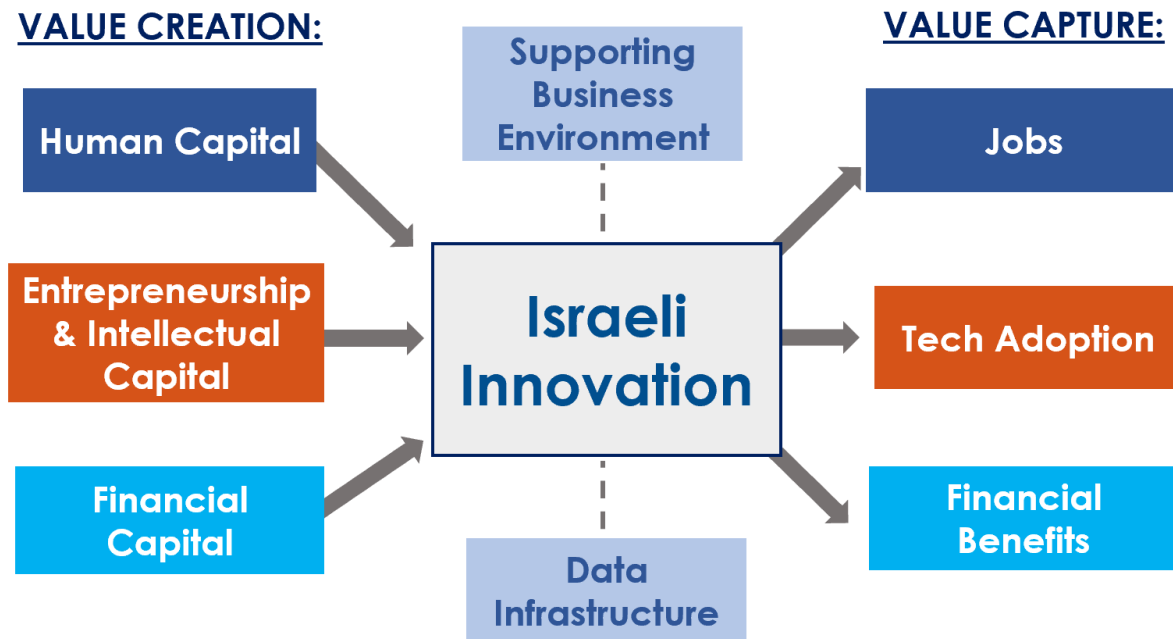 VALUE CREATION:
Human Capital
Entrepreneurship
& Intellectual
Capital
Financial
Capital
Supporting
Business
Environment
Israeli
Innovation
Data
Infrastructure
VALUE CAPTURE:
Jobs
Tech Adoption
Financial
Benefits